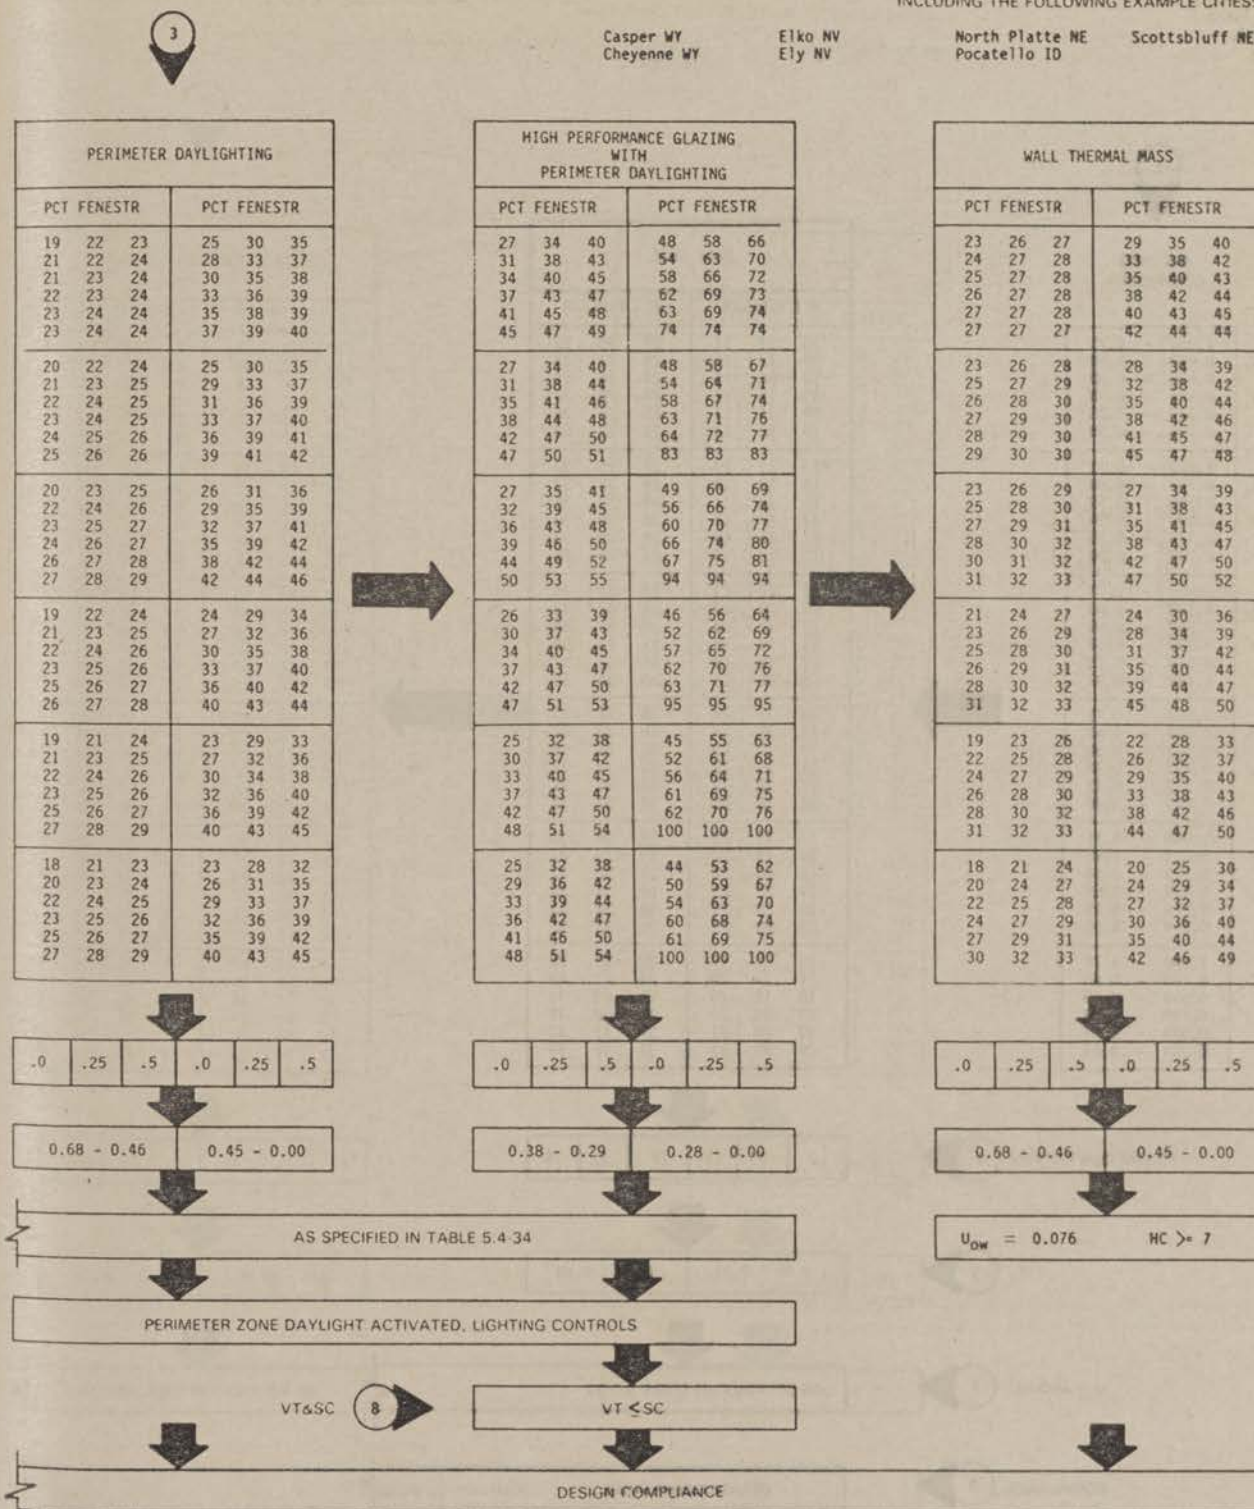 INCLUDING THE FOLLOWING EXAMPLE CITIES:
3
Casper WY Elko NV North Platte NE Scottsbluff NE
Cheyenne WY Ely NV Pocatello ID
PERIMETER DAYLIGHTING
PCT FENESTR PCT FENESTR
19 22 23 25 30 35
21 22 24 28 33 37
21 23 24 30 35 38
22 23 24 33 36 39
23 24 24 35 38 39
23 24 24 37 39 40
20 22 24 25 30 35
21 23 25 29 33 37
22 24 25 31 36 39
23 24 25 33 37 40
24 25 26 36 39 41
25 26 26 39 41 42
20 23 25 26 31 36
22 24 26 29 35 39
23 25 27 32 37 41
24 26 27 35 39 42
26 27 28 38 42 44
27 28 29 42 44 46
19 22 24 24 29 34
21 23 25 27 32 36
22 24 26 30 35 38
23 25 26 33 37 40
25 26 27 36 40 42
26 27 28 40 43 44
19 21 24 23 29 33
21 23 25 27 32 36
22 24 26 30 34 38
23 25 26 32 36 40
25 26 27 36 39 42
27 28 29 40 43 45
18 21 23 23 28 32
20 23 24 26 31 35
22 24 25 29 33 37
23 25 26 32 36 39
25 26 27 35 39 42
27 28 29 40 43 45
.0 .25 .5 .0 .25 .5
0.68 - 0.46 0.45 - 0.00
HIGH PERFORMANCE GLAZING
WITH
PERIMETER DAYLIGHTING
PCT FENESTR PCT FENESTR
27 34 40 48 58 66
31 38 43 54 63 70
34 40 45 58 66 72
37 43 47 62 69 73
41 45 48 63 69 74
45 47 49 74 74 74
27 34 40 48 58 67
31 38 44 54 64 71
35 41 46 58 67 74
38 44 48 63 71 76
42 47 50 64 72 77
47 50 51 83 83 83
27 35 41 49 60 69
32 39 45 56 66 74
36 43 48 60 70 77
39 46 50 66 74 80
44 49 52 67 75 81
50 53 55 94 94 94
26 33 39 46 56 64
30 37 43 52 62 69
34 40 45 57 65 72
37 43 47 62 70 76
42 47 50 63 71 77
47 51 53 95 95 95
25 32 38 45 55 63
30 37 42 52 61 68
33 40 45 56 64 71
37 43 47 61 69 75
42 47 50 62 70 76
48 51 54 100 100 100
25 32 38 44 53 62
29 36 42 50 59 67
33 39 44 54 63 70
36 42 47 60 68 74
41 46 50 61 69 75
48 51 54 100 100 100
.0 .25 .5 .0 .25 .5
0.38 - 0.29 0.28 - 0.00
WALL THERMAL MASS
PCT FENESTR PCT FENESTR
23 26 27 29 35 40
24 27 28 33 38 42
25 27 28 35 40 43
26 27 28 38 42 44
27 27 28 40 43 45
27 27 27 42 44 44
23 26 28 28 34 39
25 27 29 32 38 42
26 28 30 35 40 44
27 29 30 38 42 46
28 29 30 41 45 47
29 30 30 45 47 48
23 26 29 27 34 39
25 28 30 31 38 43
27 29 31 35 41 45
28 30 32 38 43 47
30 31 32 42 47 50
31 32 33 47 50 52
21 24 27 24 30 36
23 26 29 28 34 39
25 28 30 31 37 42
26 29 31 35 40 44
28 30 32 39 44 47
31 32 33 45 48 50
19 23 26 22 28 33
22 25 28 26 32 37
24 27 29 29 35 40
26 28 30 33 38 43
28 30 32 38 42 46
31 32 33 44 47 50
18 21 24 20 25 30
20 24 27 24 29 34
22 25 28 27 32 37
24 27 29 30 36 40
27 29 31 35 40 44
30 32 33 42 46 49
.0 .25 .5 .0 .25 .5
0.68 - 0.46 0.45 - 0.00
AS SPECIFIED IN TABLE 5.4-34
Uow = 0.076 HC >= 7
PERIMETER ZONE DAYLIGHT ACTIVATED, LIGHTING CONTROLS
VT&SC 8 VT ≤ SC
DESIGN COMPLIANCE